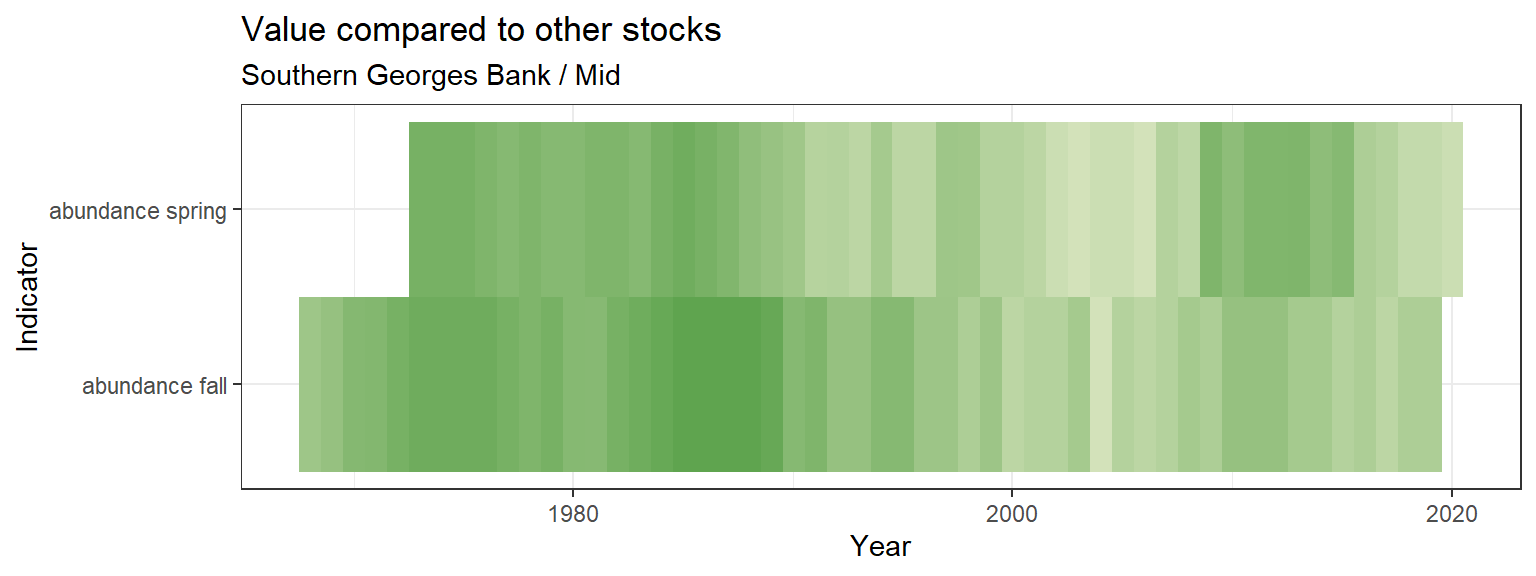 Value compared to other stocks
Southern Georges Bank / Mid
Indicator
abundance spring
abundance fall
1980
2000
2020
Year